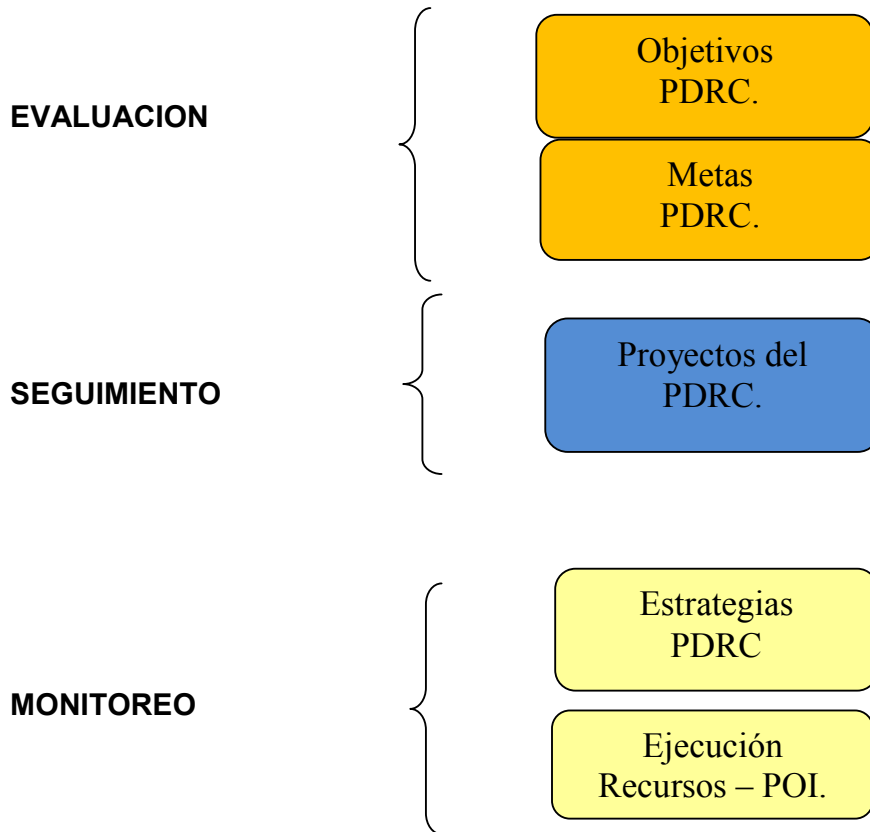 EVALUACION
Objetivos
PDRC.
Metas
PDRC.
SEGUIMIENTO
Proyectos del
PDRC.
MONITOREO
Estrategias
PDRC
Ejecución
Recursos – POI.